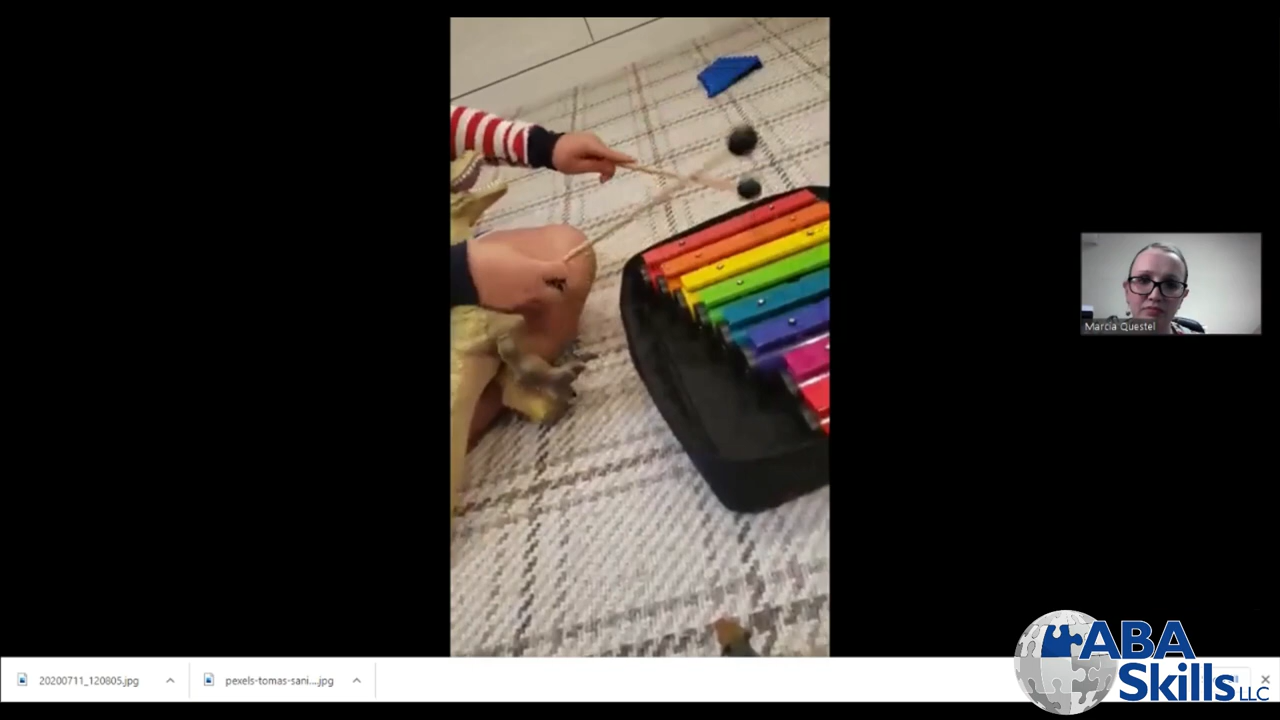 Marcia Questel
20200711_120805.jpg
pexels-tomas-sani....jpg
ABA
Skills LLC